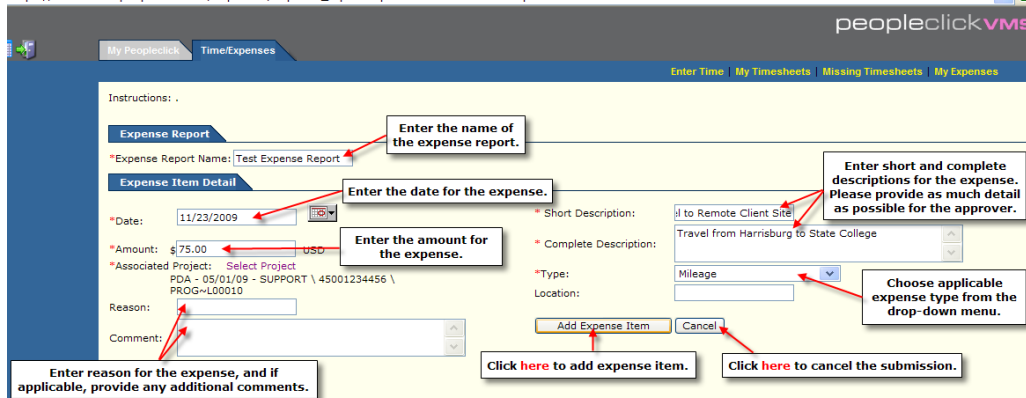 peopleclickVMS
My Peopleclick Time/Expenses
Enter Time | My Timesheets | Missing Timesheets | My Expenses
Instructions: .
Expense Report
*Expense Report Name: Test Expense Report
Enter the name of
the expense report.
Expense Item Detail
Enter the date for the expense.
*Date: 11/23/2009
Enter the amount for
the expense.
*Amount: $ 75.00 USD
*Associated Project: Select Project
PDA - 05/01/09 - SUPPORT \ 45001234456 \
PROG~L00010
Reason:
Comment:
Enter reason for the expense, and if
applicable, provide any additional comments.
Enter short and complete
descriptions for the expense.
Please provide as much detail
as possible for the approver.
* Short Description: el to Remote Client Site
* Complete Description: Travel from Harrisburg to State College
*Type: Mileage
Location:
Choose applicable
expense type from the
drop-down menu.
Add Expense Item Cancel
Click here to add expense item.
Click here to cancel the submission.